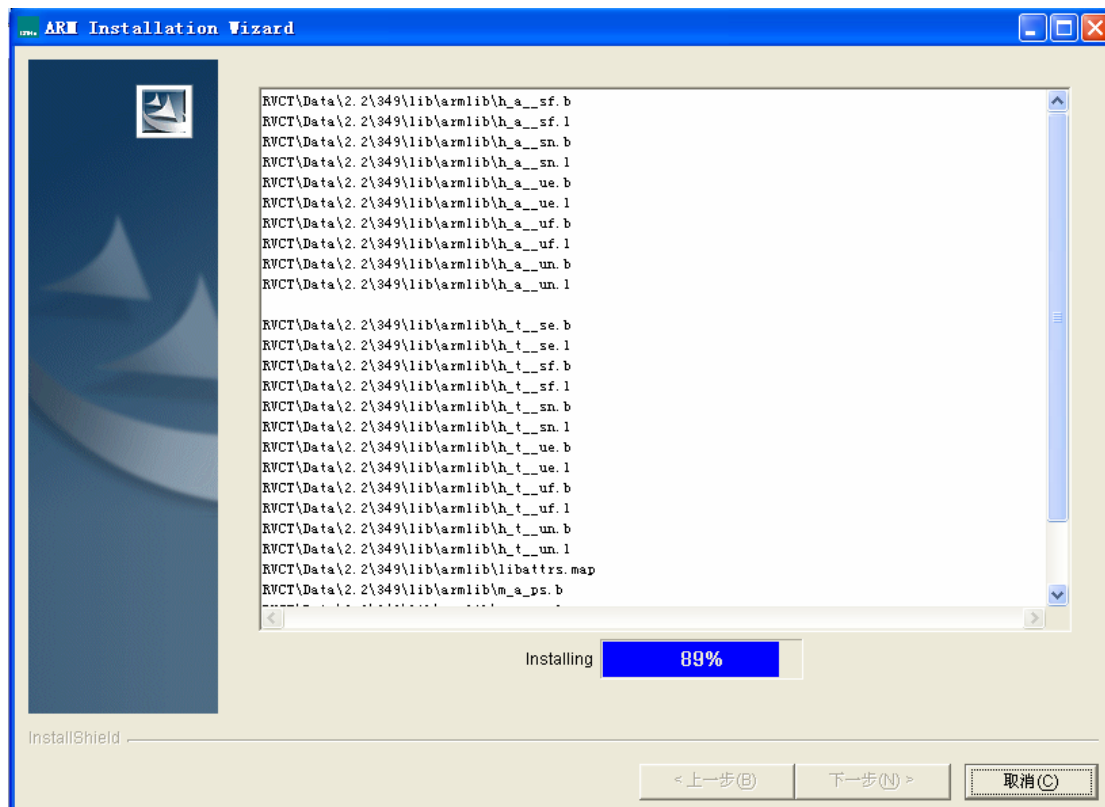 ARM Installation Wizard
RVCT\Data\2.2\349\lib\armlib\h_a__sf.b
RVCT\Data\2.2\349\lib\armlib\h_a__sf.l
RVCT\Data\2.2\349\lib\armlib\h_a__sn.b
RVCT\Data\2.2\349\lib\armlib\h_a__sn.l
RVCT\Data\2.2\349\lib\armlib\h_a__ue.b
RVCT\Data\2.2\349\lib\armlib\h_a__ue.l
RVCT\Data\2.2\349\lib\armlib\h_a__uf.b
RVCT\Data\2.2\349\lib\armlib\h_a__uf.l
RVCT\Data\2.2\349\lib\armlib\h_a__un.b
RVCT\Data\2.2\349\lib\armlib\h_a__un.l
RVCT\Data\2.2\349\lib\armlib\h_t__se.b
RVCT\Data\2.2\349\lib\armlib\h_t__se.l
RVCT\Data\2.2\349\lib\armlib\h_t__sf.b
RVCT\Data\2.2\349\lib\armlib\h_t__sf.l
RVCT\Data\2.2\349\lib\armlib\h_t__sn.b
RVCT\Data\2.2\349\lib\armlib\h_t__sn.l
RVCT\Data\2.2\349\lib\armlib\h_t__ue.b
RVCT\Data\2.2\349\lib\armlib\h_t__ue.l
RVCT\Data\2.2\349\lib\armlib\h_t__uf.b
RVCT\Data\2.2\349\lib\armlib\h_t__uf.l
RVCT\Data\2.2\349\lib\armlib\h_t__un.b
RVCT\Data\2.2\349\lib\armlib\h_t__un.l
RVCT\Data\2.2\349\lib\armlib\libattrs.map
RVCT\Data\2.2\349\lib\armlib\m_a_ps.b
Installing 89%
InstallShield
< 上一步(B) 下一步(N) > 取消(C)